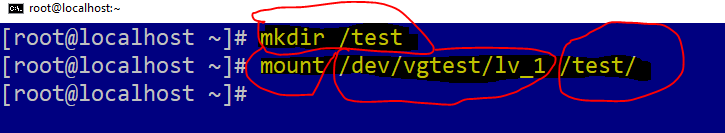 root@localhost:~
[root@localhost ~]# mkdir /test
[root@localhost ~]# mount /dev/vgtest/lv_1 /test/
[root@localhost ~]#